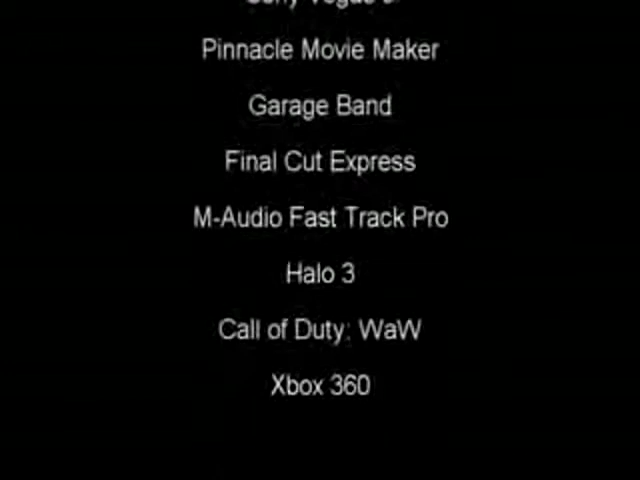 Pinnacle Movie Maker
Garage Band
Final Cut Express
M-Audio Fast Track Pro
Halo 3
Call of Duty: WaW
Xbox 360